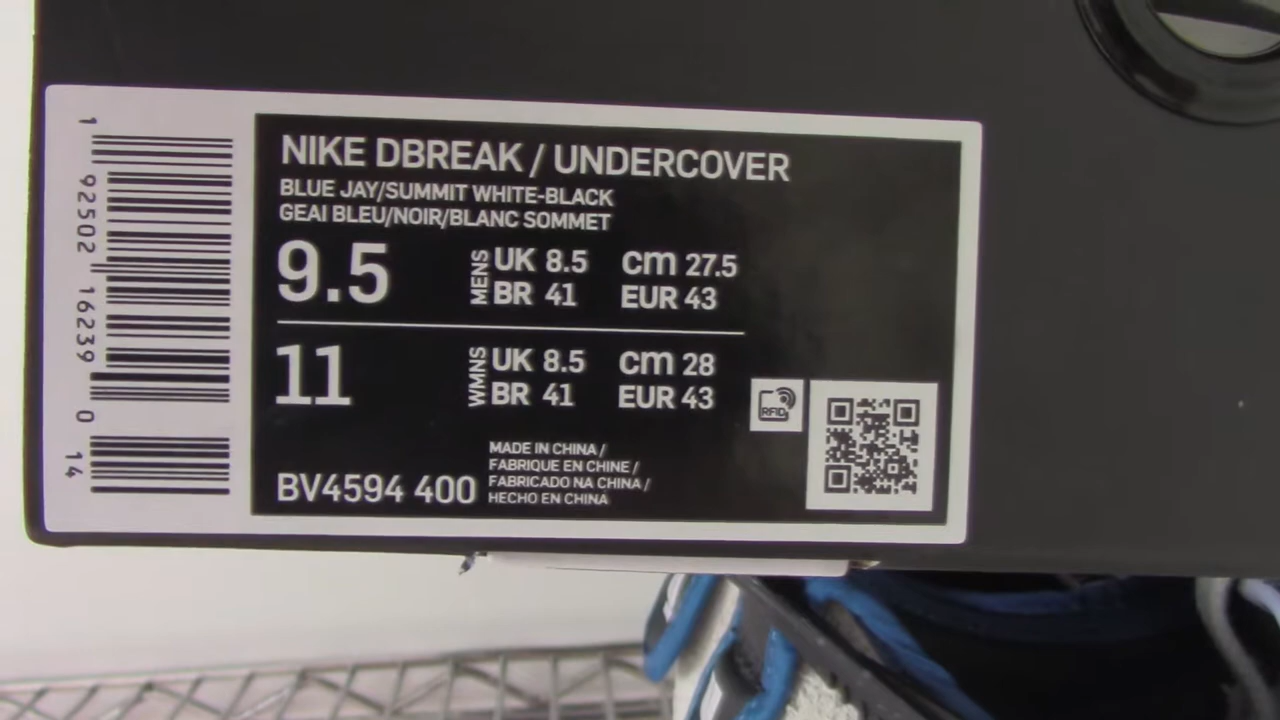 1 92502 16239 0 14
NIKE DBREAK / UNDERCOVER
BLUE JAY/SUMMIT WHITE-BLACK
GEAI BLEU/NOIR/BLANC SOMMET
9.5 MENS UK 8.5 cm 27.5
BR 41 EUR 43
11 WMNS UK 8.5 cm 28
BR 41 EUR 43
RFID
BV4594 400
MADE IN CHINA /
FABRIQUE EN CHINE /
FABRICADO NA CHINA /
HECHO EN CHINA